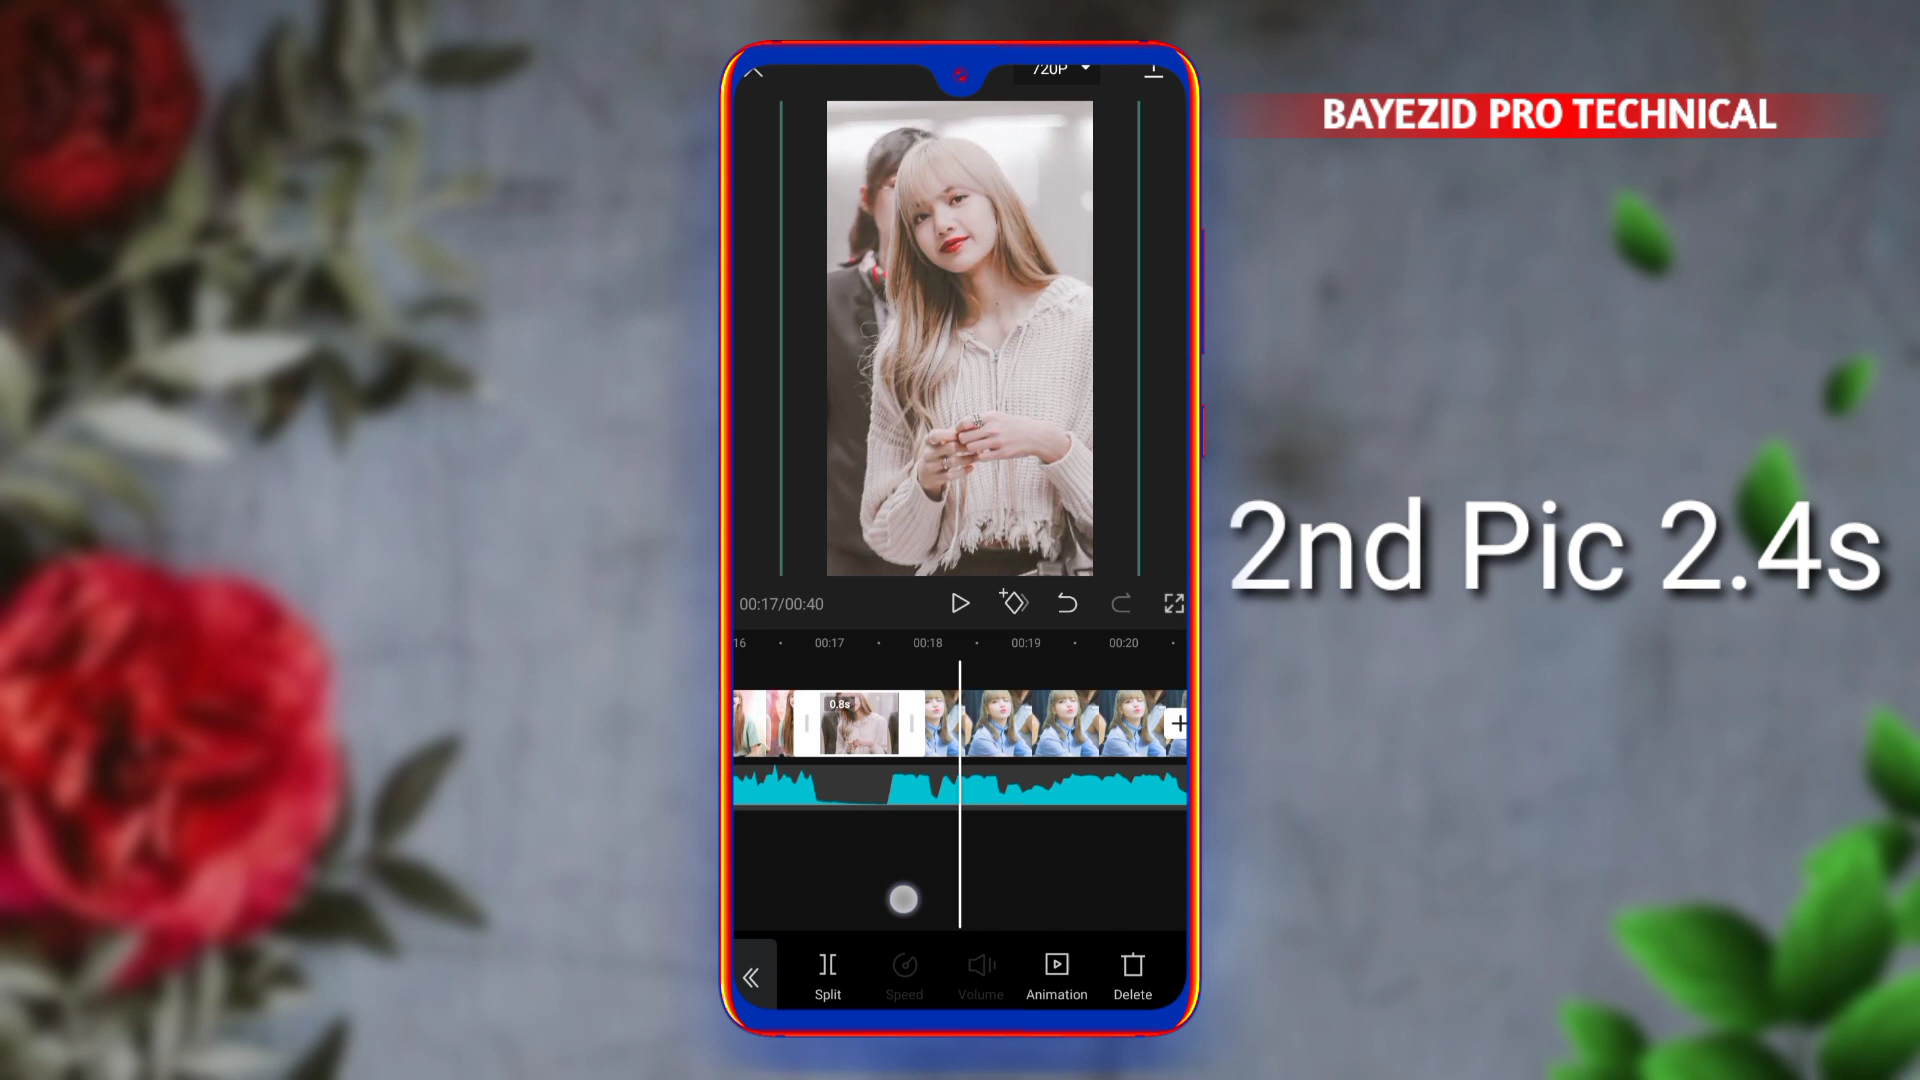 720P
BAYEZID PRO TECHNICAL
2nd Pic 2.4s
00:17/00:40
16 00:17 00:18 00:19 00:20
0.8s
Split Speed Volume Animation Delete